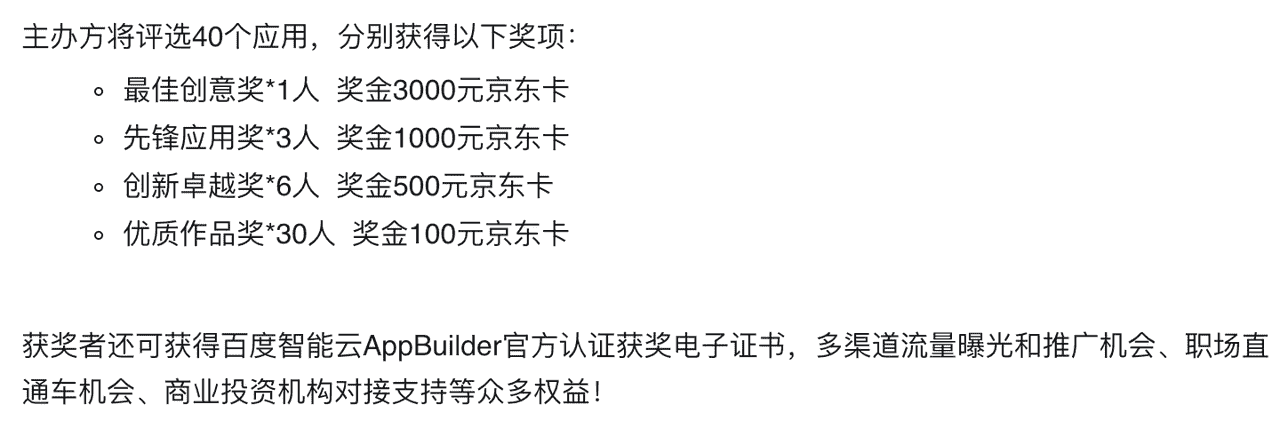 主办方将评选40个应用，分别获得以下奖项：
最佳创意奖*1人 奖金3000元京东卡
先锋应用奖*3人 奖金1000元京东卡
创新卓越奖*6人 奖金500元京东卡
优质作品奖*30人 奖金100元京东卡
获奖者还可获得百度智能云AppBuilder官方认证获奖电子证书，多渠道流量曝光和推广机会、职场直
通车机会、商业投资机构对接支持等众多权益！